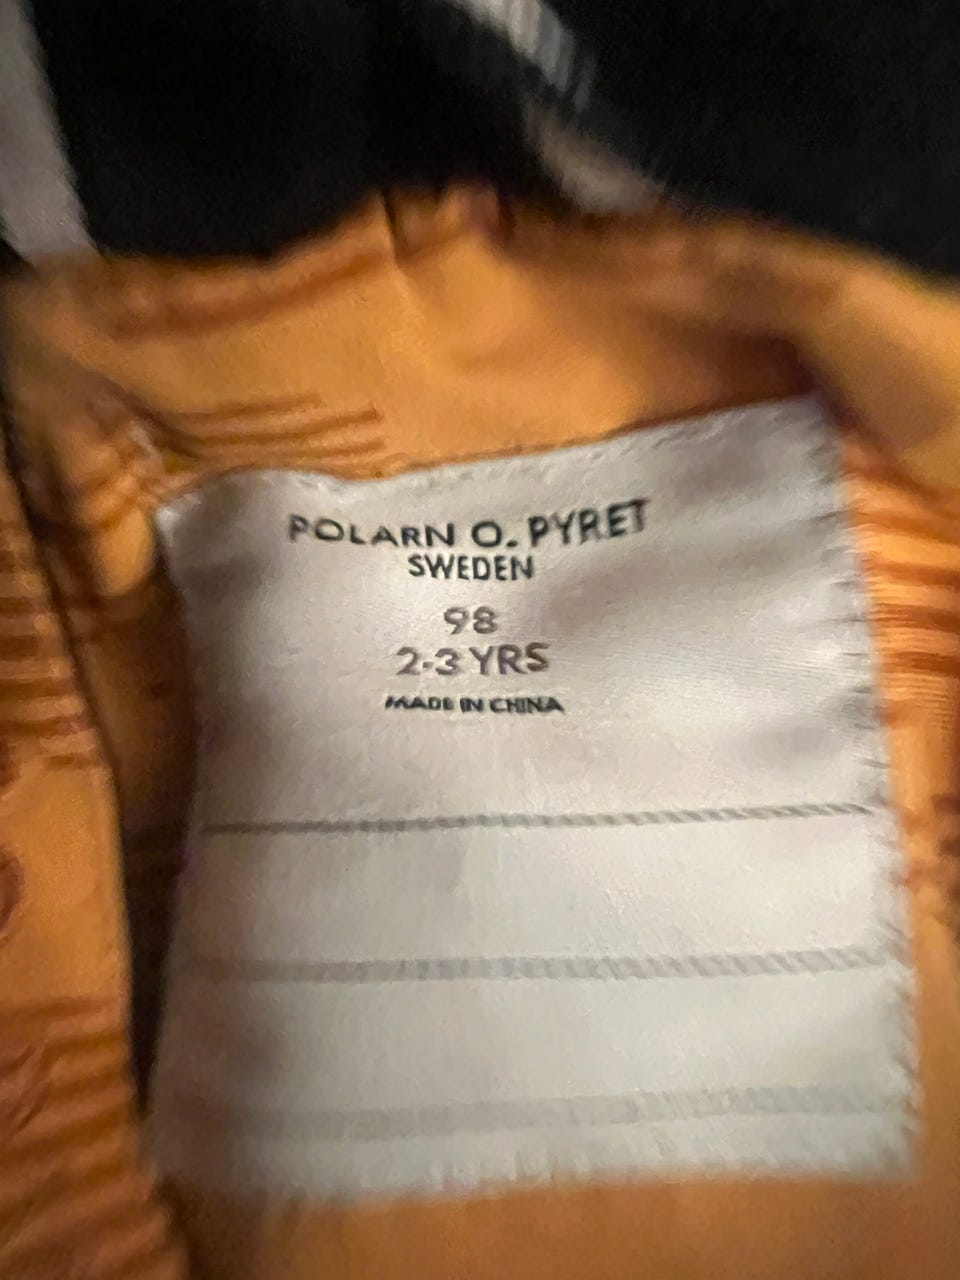 POLARN O. PYRET
SWEDEN
98
2-3 YRS
MADE IN CHINA